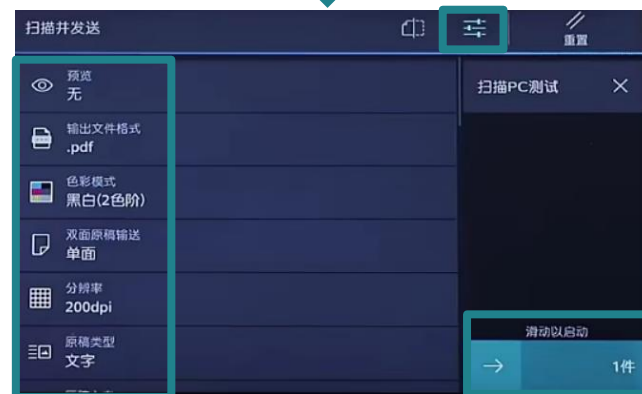 扫描并发送
重置
预览
无
扫描PC测试
输出文件格式
.pdf
色彩模式
黑白(2色阶)
双面原稿输送
单面
分辨率
200dpi
原稿类型
文字
滑动以启动
1件